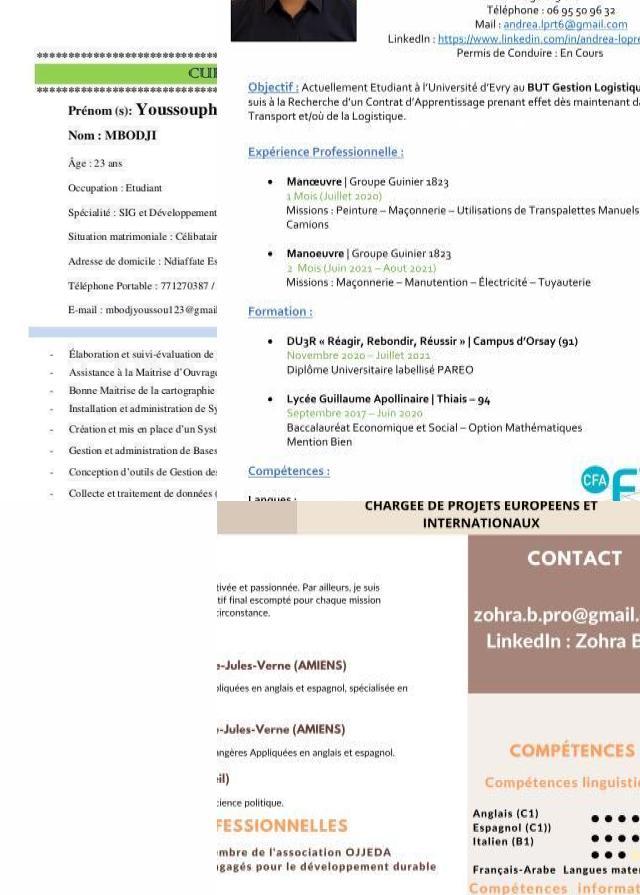 ********************************
CUR
********************************
Prénom (s): Youssouph
Nom : MBODJI
Âge : 23 ans
Occupation : Etudiant
Spécialité : SIG et Développement
Situation matrimoniale : Célibatair
Adresse de domicile : Ndiaffate Es
Téléphone Portable : 771270387 /
E-mail : mbodjyoussou123@gmail
- Élaboration et suivi-évaluation de
- Assistance à la Maitrise d’Ouvrage
- Bonne Maitrise de la cartographie
- Installation et administration de Sy
- Création et mis en place d’un Syst
- Gestion et administration de Bases
- Conception d’outils de Gestion de
- Collecte et traitement de données (
Téléphone : 06 95 50 96 32
Mail : andrea.lprt6@gmail.com
LinkedIn : https://www.linkedin.com/in/andrea-lopre
Permis de Conduire : En Cours
Objectif : Actuellement Etudiant à l’Université d’Evry au BUT Gestion Logistiqu
suis à la Recherche d’un Contrat d’Apprentissage prenant effet dès maintenant da
Transport et/où de la Logistique.
Expérience Professionnelle :
• Manœuvre | Groupe Guinier 1823
1 Mois (Juillet 2020)
Missions : Peinture – Maçonnerie – Utilisations de Transpalettes Manuels
Camions
• Manoeuvre | Groupe Guinier 1823
2 Mois (Juin 2021 – Aout 2021)
Missions : Maçonnerie – Manutention – Électricité – Tuyauterie
Formation :
• DU3R « Réagir, Rebondir, Réussir » | Campus d’Orsay (91)
Novembre 2020 – Juillet 2021
Diplôme Universitaire labellisé PAREO
• Lycée Guillaume Apollinaire | Thiais – 94
Septembre 2017 – Juin 2020
Baccalauréat Economique et Social – Option Mathématiques
Mention Bien
Compétences :
CFA
Langues :
CHARGEE DE PROJETS EUROPEENS ET
INTERNATIONAUX
tivée et passionnée. Par ailleurs, je suis
tif final escompté pour chaque mission
circonstance.
e-Jules-Verne (AMIENS)
pliquées en anglais et espagnol, spécialisée en
e-Jules-Verne (AMIENS)
angères Appliquées en anglais et espagnol.
eil)
cience politique.
FESSIONNELLES
mbre de l'association OJJEDA
gagés pour le développement durable
CONTACT
zohra.b.pro@gmail.
LinkedIn : Zohra B
COMPÉTENCES
Compétences linguistic
Anglais (C1)
Espagnol (C1))
Italien (B1)
Français-Arabe Langues mater
Compétences informat